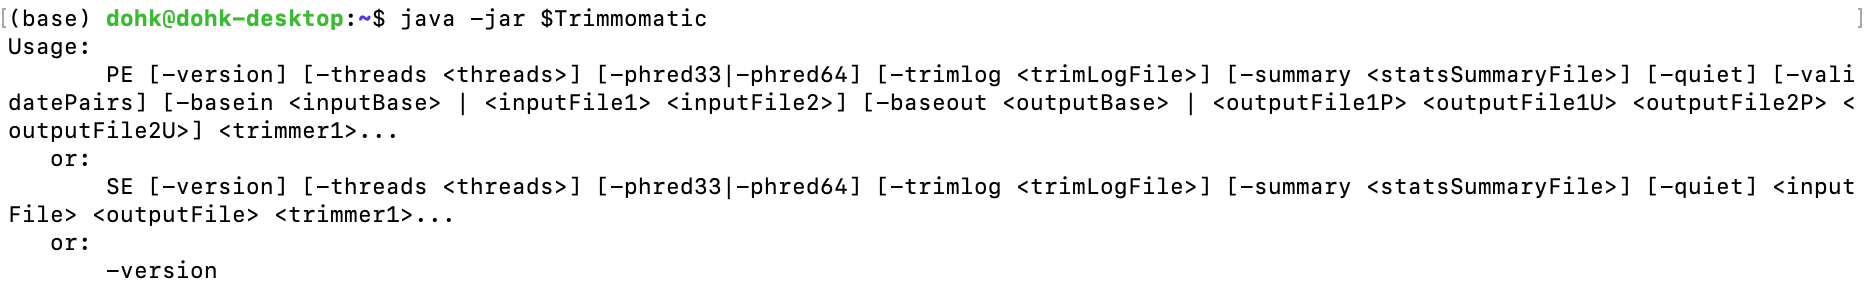 [(base) dohk@dohk-desktop:~$ java -jar $Trimmomatic ]
Usage:
       PE [-version] [-threads <threads>] [-phred33|-phred64] [-trimlog <trimLogFile>] [-summary <statsSummaryFile>] [-quiet] [-vali
datePairs] [-basein <inputBase> | <inputFile1> <inputFile2>] [-baseout <outputBase> | <outputFile1P> <outputFile1U> <outputFile2P> <
outputFile2U>] <trimmer1>...
   or:
       SE [-version] [-threads <threads>] [-phred33|-phred64] [-trimlog <trimLogFile>] [-summary <statsSummaryFile>] [-quiet] <input
File> <outputFile> <trimmer1>...
   or:
       -version